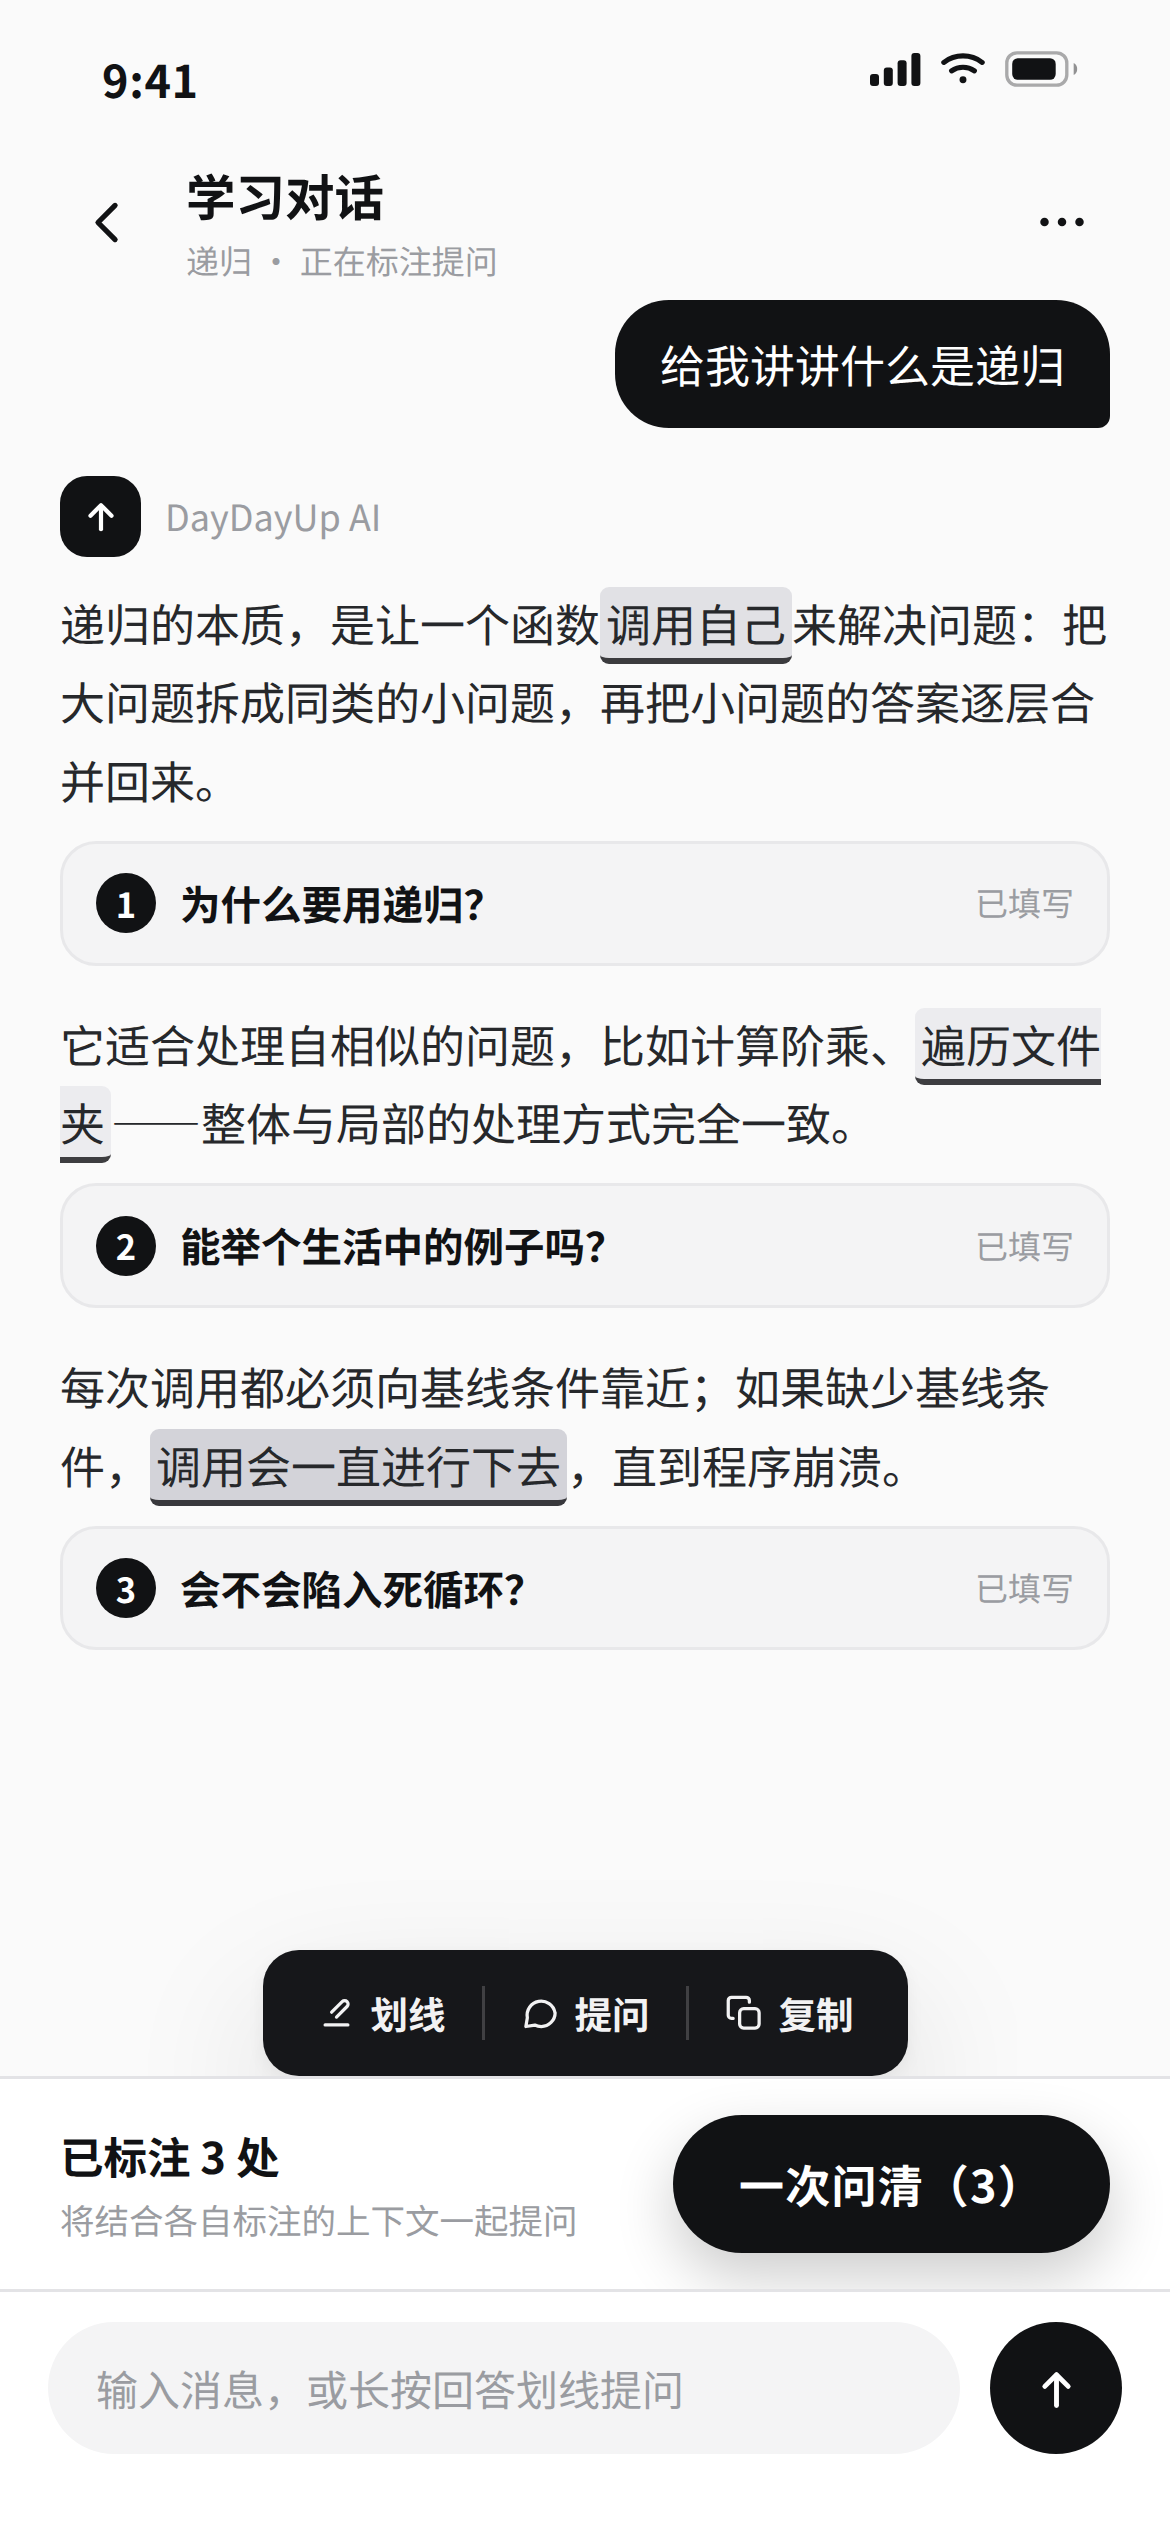 9:41
学习对话
递归 · 正在标注提问
给我讲讲什么是递归
DayDayUp AI
递归的本质，是让一个函数调用自己来解决问题：把
大问题拆成同类的小问题，再把小问题的答案逐层合
并回来。
1 为什么要用递归？ 已填写
它适合处理自相似的问题，比如计算阶乘、遍历文件
夹——整体与局部的处理方式完全一致。
2 能举个生活中的例子吗？ 已填写
每次调用都必须向基线条件靠近；如果缺少基线条
件，调用会一直进行下去，直到程序崩溃。
3 会不会陷入死循环？ 已填写
划线 提问 复制
已标注 3 处
将结合各自标注的上下文一起提问
一次问清（3）
输入消息，或长按回答划线提问